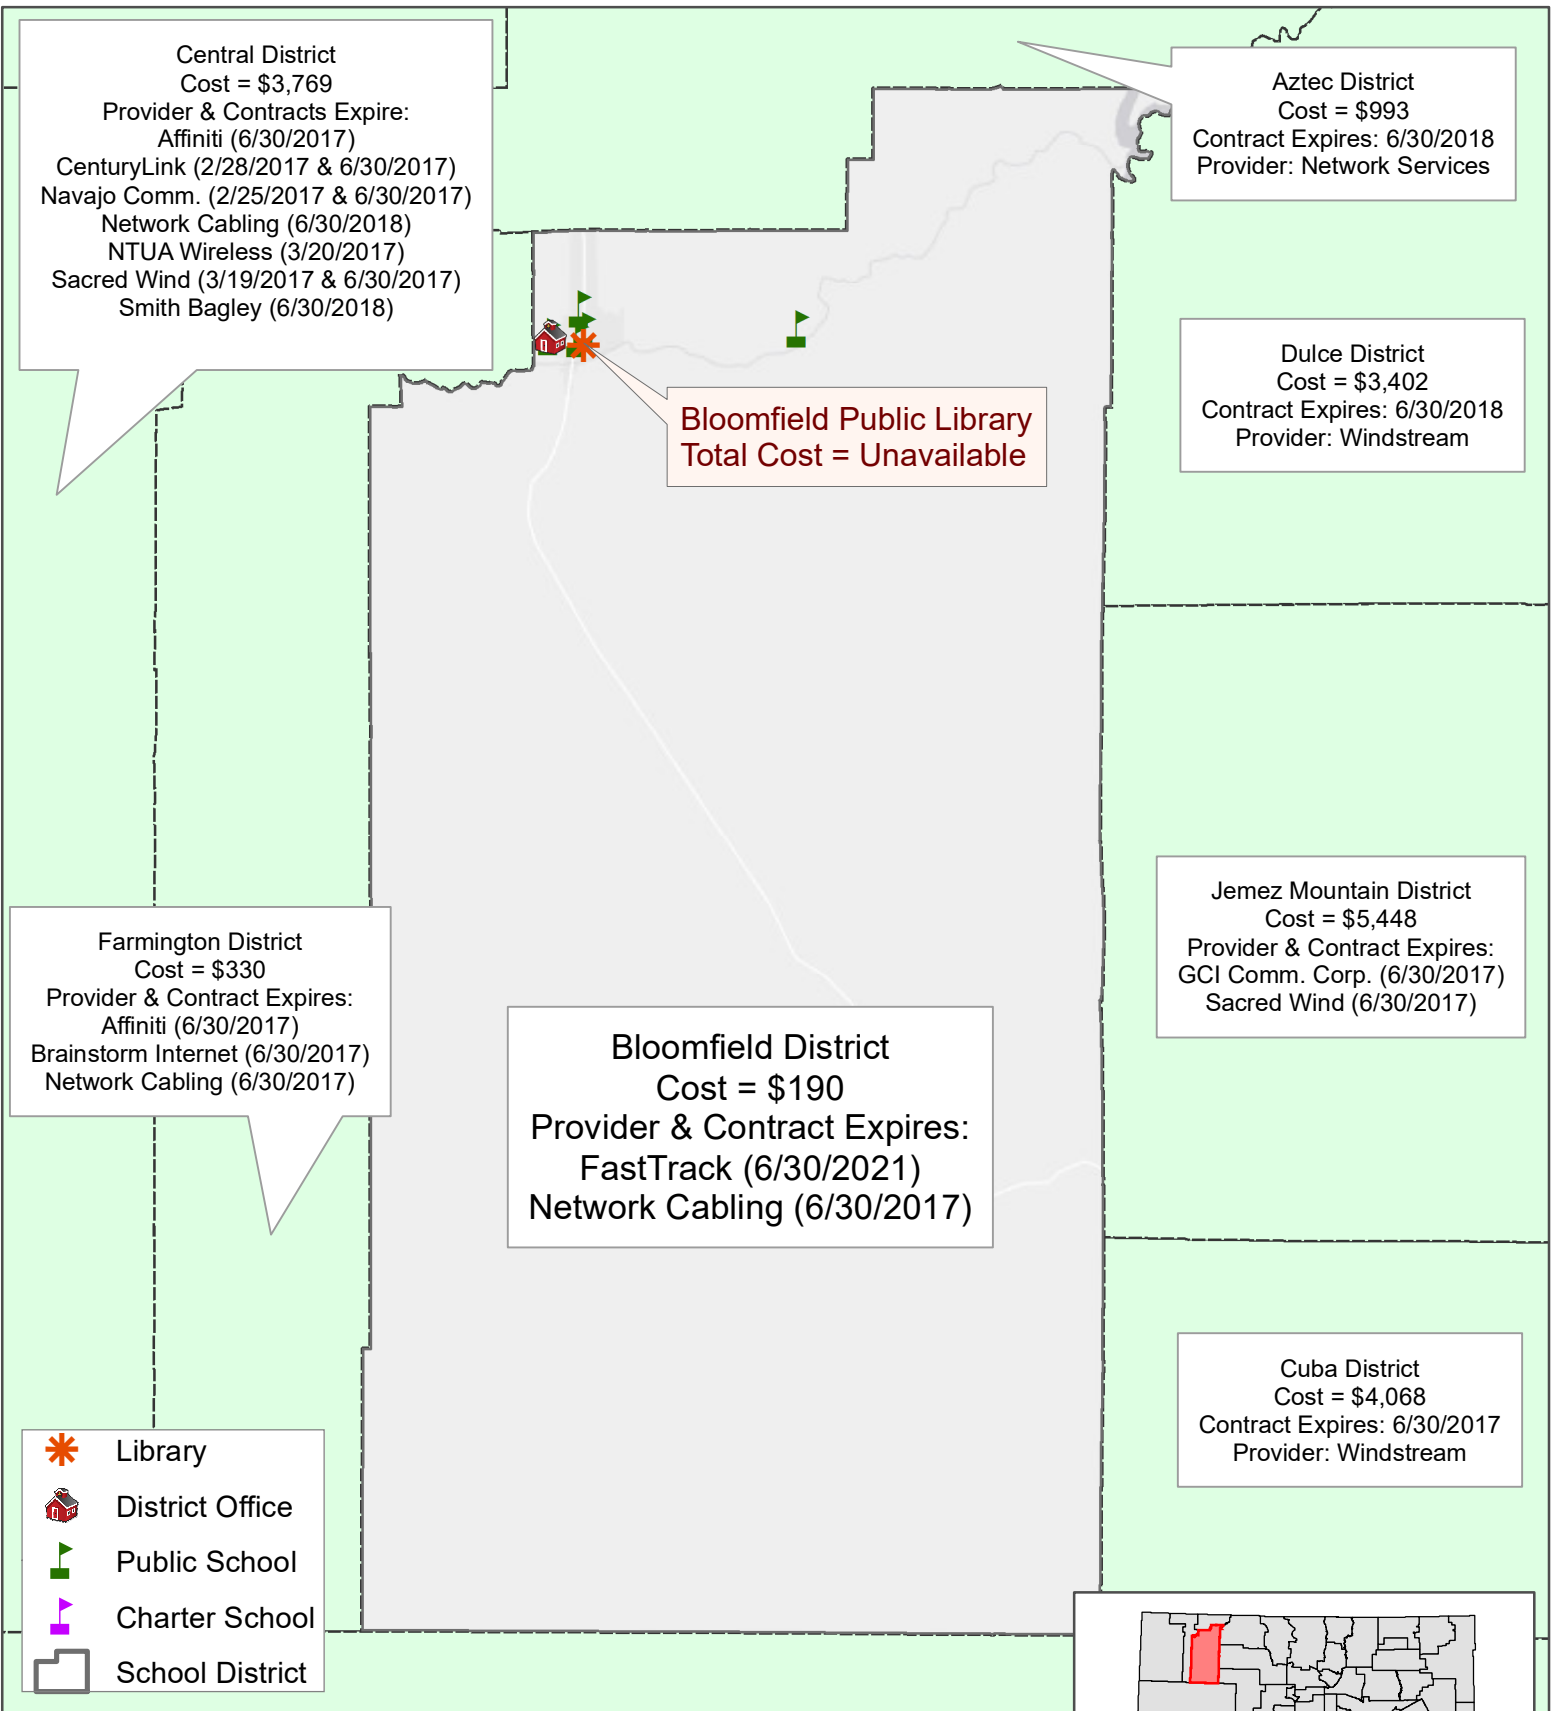 Central District
Cost = $3,769
Provider & Contracts Expire:
Affiniti (6/30/2017)
CenturyLink (2/28/2017 & 6/30/2017)
Navajo Comm. (2/25/2017 & 6/30/2017)
Network Cabling (6/30/2018)
NTUA Wireless (3/20/2017)
Sacred Wind (3/19/2017 & 6/30/2017)
Smith Bagley (6/30/2018)
Aztec District
Cost = $993
Contract Expires: 6/30/2018
Provider: Network Services
Dulce District
Cost = $3,402
Contract Expires: 6/30/2018
Provider: Windstream
Bloomfield Public Library
Total Cost = Unavailable
Jemez Mountain District
Cost = $5,448
Provider & Contract Expires:
GCI Comm. Corp. (6/30/2017)
Sacred Wind (6/30/2017)
Farmington District
Cost = $330
Provider & Contract Expires:
Affiniti (6/30/2017)
Brainstorm Internet (6/30/2017)
Network Cabling (6/30/2017)
Bloomfield District
Cost = $190
Provider & Contract Expires:
FastTrack (6/30/2021)
Network Cabling (6/30/2017)
Cuba District
Cost = $4,068
Contract Expires: 6/30/2017
Provider: Windstream
Library
District Office
Public School
Charter School
School District